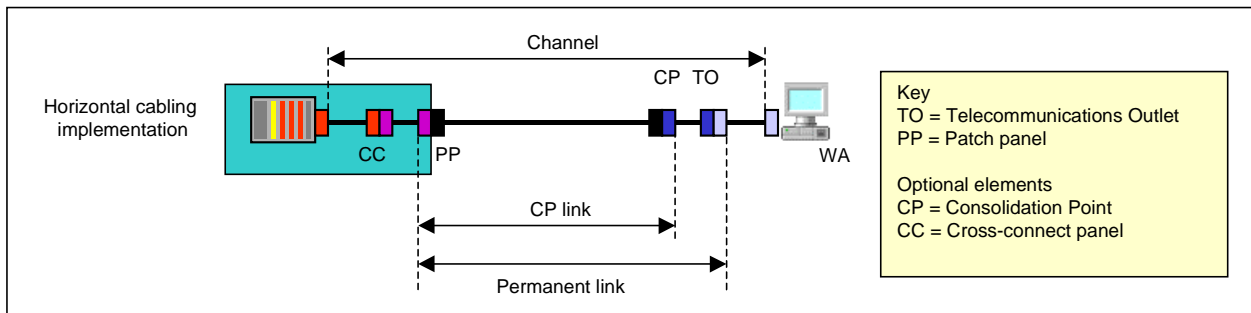 Channel
CP TO
Horizontal cabling
implementation
CC
PP
WA
CP link
Permanent link
Key
TO = Telecommunications Outlet
PP = Patch panel
Optional elements
CP = Consolidation Point
CC = Cross-connect panel